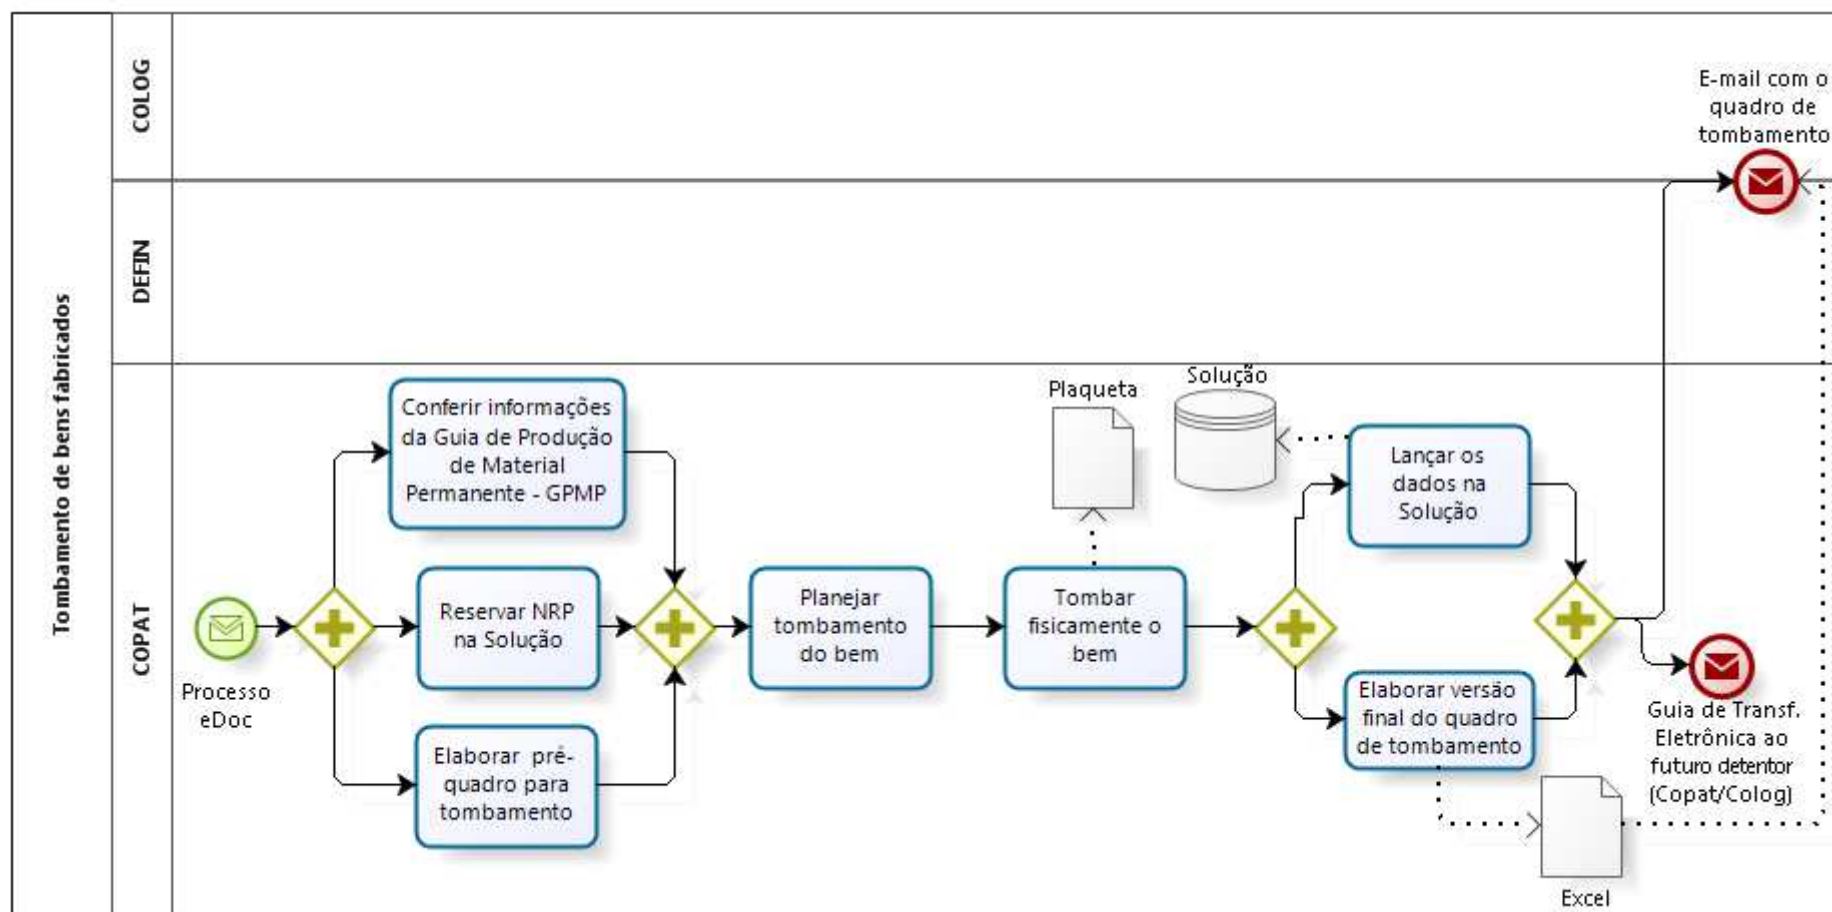 Tombamento de bens fabricados
COLOG
DEFIN
COPAT
E-mail com o
quadro de
tombamento
Processo
eDoc
Conferir informações
da Guia de Produção
de Material
Permanente - GPMP
Reservar NRP
na Solução
Elaborar pré-
quadro para
tombamento
Planejar
tombamento
do bem
Plaqueta
Tombar
fisicamente o
bem
Solução
Lançar os
dados na
Solução
Elaborar versão
final do quadro
de tombamento
Excel
Guia de Transf.
Eletrônica ao
futuro detentor
(Copat/Colog)